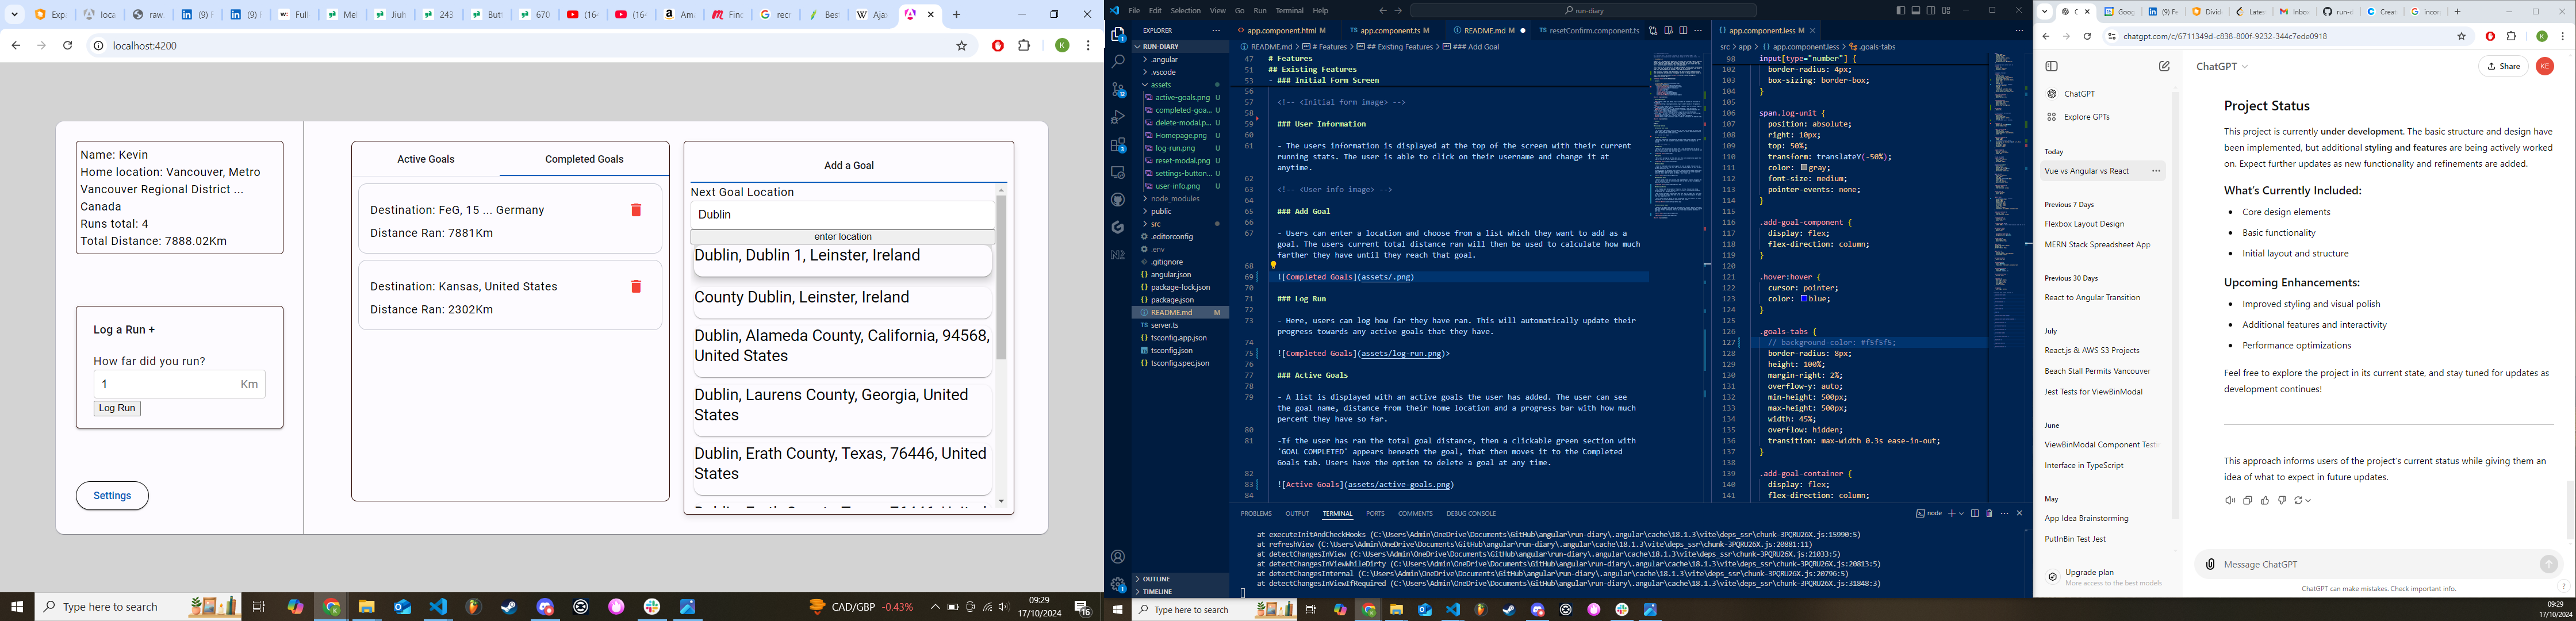 localhost:4200
Name: Kevin
Home location: Vancouver, Metro
Vancouver Regional District ...
Canada
Runs total: 4
Total Distance: 7888.02Km
Log a Run +
How far did you run?
1 Km
Log Run
Settings
Active Goals Completed Goals
Destination: FeG, 15 ... Germany
Distance Ran: 7881Km
Destination: Kansas, United States
Distance Ran: 2302Km
Add a Goal
Next Goal Location
Dublin
enter location
Dublin, Dublin 1, Leinster, Ireland
County Dublin, Leinster, Ireland
Dublin, Alameda County, California, 94568,
United States
Dublin, Laurens County, Georgia, United
States
Dublin, Erath County, Texas, 76446, United
States
Type here to search
CAD/GBP -0.43%
09:29
17/10/2024
File Edit Selection View Go Run Terminal Help
run-diary
EXPLORER
RUN-DIARY
.angular
.vscode
assets
active-goals.png U
completed-goa... U
delete-modal.p... U
Homepage.png U
log-run.png U
reset-modal.png U
settings-button... U
user-info.png U
node_modules
public
src
.editorconfig
.env
.gitignore
angular.json
package-lock.json
package.json
README.md M
server.ts
tsconfig.app.json
tsconfig.json
tsconfig.spec.json
OUTLINE
TIMELINE
app.component.html M
app.component.ts M
README.md M
resetConfirm.component.ts
README.md > # Features > ## Existing Features > ### Add Goal
47 # Features
51 ## Existing Features
53 - ### Initial Form Screen
56
57 <!-- <Initial form image> -->
58
59 ### User Information
60
61 - The users information is displayed at the top of the screen with their current
running stats. The user is able to click on their username and change it at
anytime.
62
63 <!-- <User info image> -->
64
65 ### Add Goal
66
67 - Users can enter a location and choose from a list which they want to add as a
goal. The users current total distance ran will then be used to calculate how much
farther they have until they reach that goal.
68
69 ![Completed Goals](assets/.png)
70
71 ### Log Run
72
73 - Here, users can log how far they have ran. This will automatically update their
progress towards any active goals that they have.
74
75 ![Completed Goals](assets/log-run.png)>
76
77 ### Active Goals
78
79 - A list is displayed with an active goals the user has added. The user can see
the goal name, distance from their home location and a progress bar with how much
percent they have so far.
80
81 -If the user has ran the total goal distance, then a clickable green section with
'GOAL COMPLETED' appears beneath the goal, that then moves it to the Completed
Goals tab. Users have the option to delete a goal at any time.
82
83 ![Active Goals](assets/active-goals.png)
84
app.component.less M
src > app > app.component.less > .goals-tabs
98 input[type="number"] {
102 border-radius: 4px;
103 box-sizing: border-box;
104 }
105
106 span.log-unit {
107 position: absolute;
108 right: 10px;
109 top: 50%;
110 transform: translateY(-50%);
111 color: gray;
112 font-size: medium;
113 pointer-events: none;
114 }
115
116 .add-goal-component {
117 display: flex;
118 flex-direction: column;
119 }
120
121 .hover:hover {
122 cursor: pointer;
123 color: blue;
124 }
125
126 .goals-tabs {
127 // background-color: #f5f5f5;
128 border-radius: 8px;
129 height: 100%;
130 margin-right: 2%;
131 overflow-y: auto;
132 min-height: 500px;
133 max-height: 500px;
134 width: 45%;
135 overflow: hidden;
136 transition: max-width 0.3s ease-in-out;
137 }
138
139 .add-goal-container {
140 display: flex;
141 flex-direction: column;
PROBLEMS OUTPUT TERMINAL PORTS COMMENTS DEBUG CONSOLE
node
at executeInitAndCheckHooks (C:\Users\Admin\OneDrive\Documents\GitHub\angular\run-diary\.angular\cache\18.1.3\vite\deps_ssr\chunk-3PQRU26X.js:15990:5)
at refreshView (C:\Users\Admin\OneDrive\Documents\GitHub\angular\run-diary\.angular\cache\18.1.3\vite\deps_ssr\chunk-3PQRU26X.js:20881:11)
at detectChangesInView (C:\Users\Admin\OneDrive\Documents\GitHub\angular\run-diary\.angular\cache\18.1.3\vite\deps_ssr\chunk-3PQRU26X.js:21033:5)
at detectChangesInViewWhileDirty (C:\Users\Admin\OneDrive\Documents\GitHub\angular\run-diary\.angular\cache\18.1.3\vite\deps_ssr\chunk-3PQRU26X.js:20813:5)
at detectChangesInternal (C:\Users\Admin\OneDrive\Documents\GitHub\angular\run-diary\.angular\cache\18.1.3\vite\deps_ssr\chunk-3PQRU26X.js:20796:5)
at detectChangesInViewIfRequired (C:\Users\Admin\OneDrive\Documents\GitHub\angular\run-diary\.angular\cache\18.1.3\vite\deps_ssr\chunk-3PQRU26X.js:31848:3)
Type here to search
chatgpt.com/c/6711349d-c838-800f-9232-344c7ede0918
ChatGPT
Share
KE
ChatGPT
Explore GPTs
Today
Vue vs Angular vs React
Previous 7 Days
Flexbox Layout Design
MERN Stack Spreadsheet App
Previous 30 Days
React to Angular Transition
July
React.js & AWS S3 Projects
Beach Stall Permits Vancouver
Jest Tests for ViewBinModal
June
ViewBinModal Component Testi
Interface in TypeScript
May
App Idea Brainstorming
PutInBin Test Jest
Upgrade plan
More access to the best models
Project Status
This project is currently under development. The basic structure and design have
been implemented, but additional styling and features are being actively worked
on. Expect further updates as new functionality and refinements are added.
What's Currently Included:
• Core design elements
• Basic functionality
• Initial layout and structure
Upcoming Enhancements:
• Improved styling and visual polish
• Additional features and interactivity
• Performance optimizations
Feel free to explore the project in its current state, and stay tuned for updates as
development continues!
This approach informs users of the project's current status while giving them an
idea of what to expect in future updates.
Message ChatGPT
ChatGPT can make mistakes. Check important info.
09:29
17/10/2024